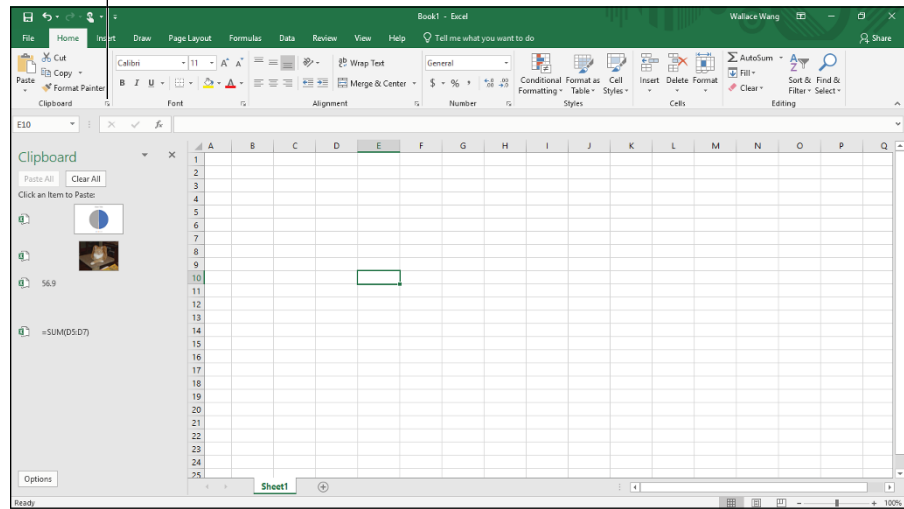 Book1 - Excel
Wallace Wang
File Home Insert Draw Page Layout Formulas Data Review View Help Tell me what you want to do
Share
Paste
Cut
Copy
Format Painter
Clipboard
Calibri 11 A A
B I U A
Font
Wrap Text
Merge & Center
Alignment
General
$ % , .00
Number
Conditional Formatting
Format as Table
Cell Styles
Styles
Insert Delete Format
Cells
AutoSum
Fill
Clear
Sort & Filter
Find & Select
Editing
E10 fx
Clipboard
Paste All Clear All
Click an Item to Paste:
56.9
=SUM(D5:D7)
Options
A B C D E F G H I J K L M N O P Q
1
2
3
4
5
6
7
8
9
10
11
12
13
14
15
16
17
18
19
20
21
22
23
24
25
Sheet1
Ready
100%